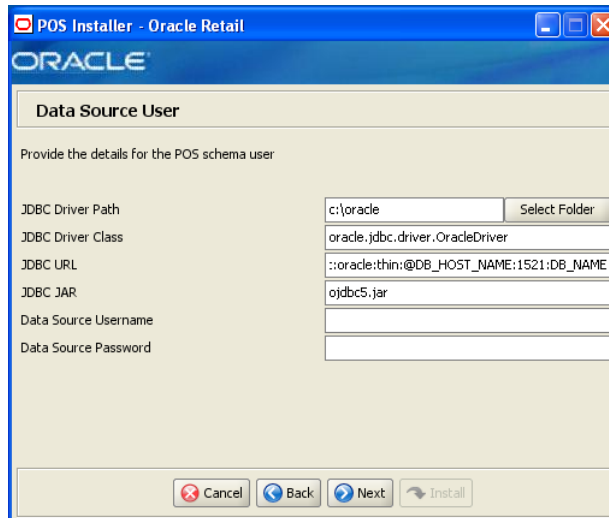 POS Installer - Oracle Retail
ORACLE
Data Source User
Provide the details for the POS schema user
JDBC Driver Path c:\oracle Select Folder
JDBC Driver Class oracle.jdbc.driver.OracleDriver
JDBC URL ::oracle:thin:@DB_HOST_NAME:1521:DB_NAME
JDBC JAR ojdbc5.jar
Data Source Username
Data Source Password
Cancel Back Next Install